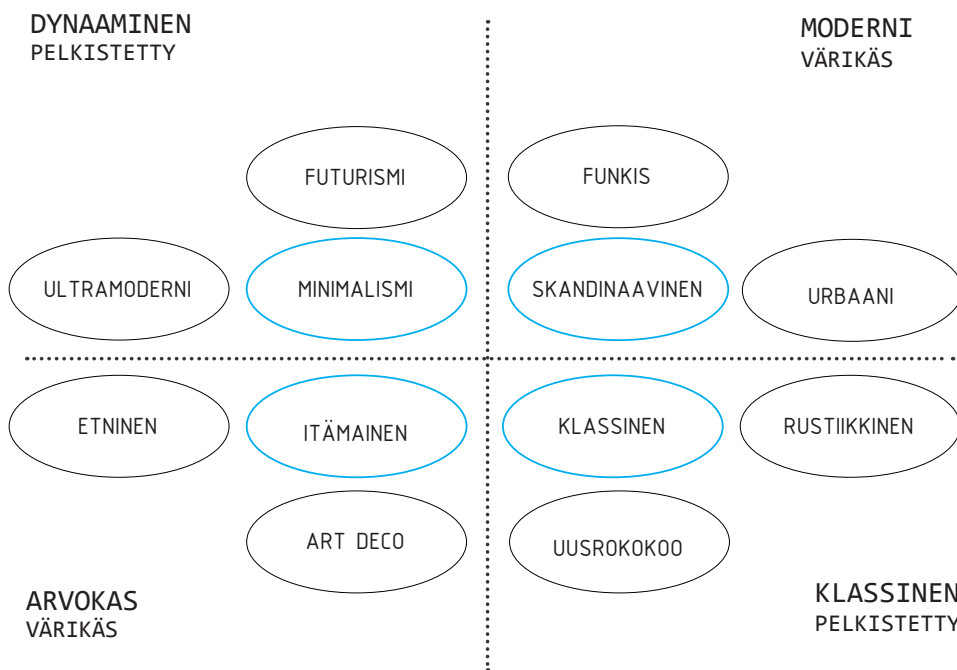 DYNAAMINEN
PELKISTETTY
MODERNI
VÄRIKÄS
FUTURISMI
FUNKIS
ULTRAMODERNI
MINIMALISMI
SKANDINAAVINEN
URBAANI
ETNINEN
ITÄMAINEN
KLASSINEN
RUSTIIKKINEN
ART DECO
UUSROKOKOO
ARVOKAS
VÄRIKÄS
KLASSINEN
PELKISTETTY